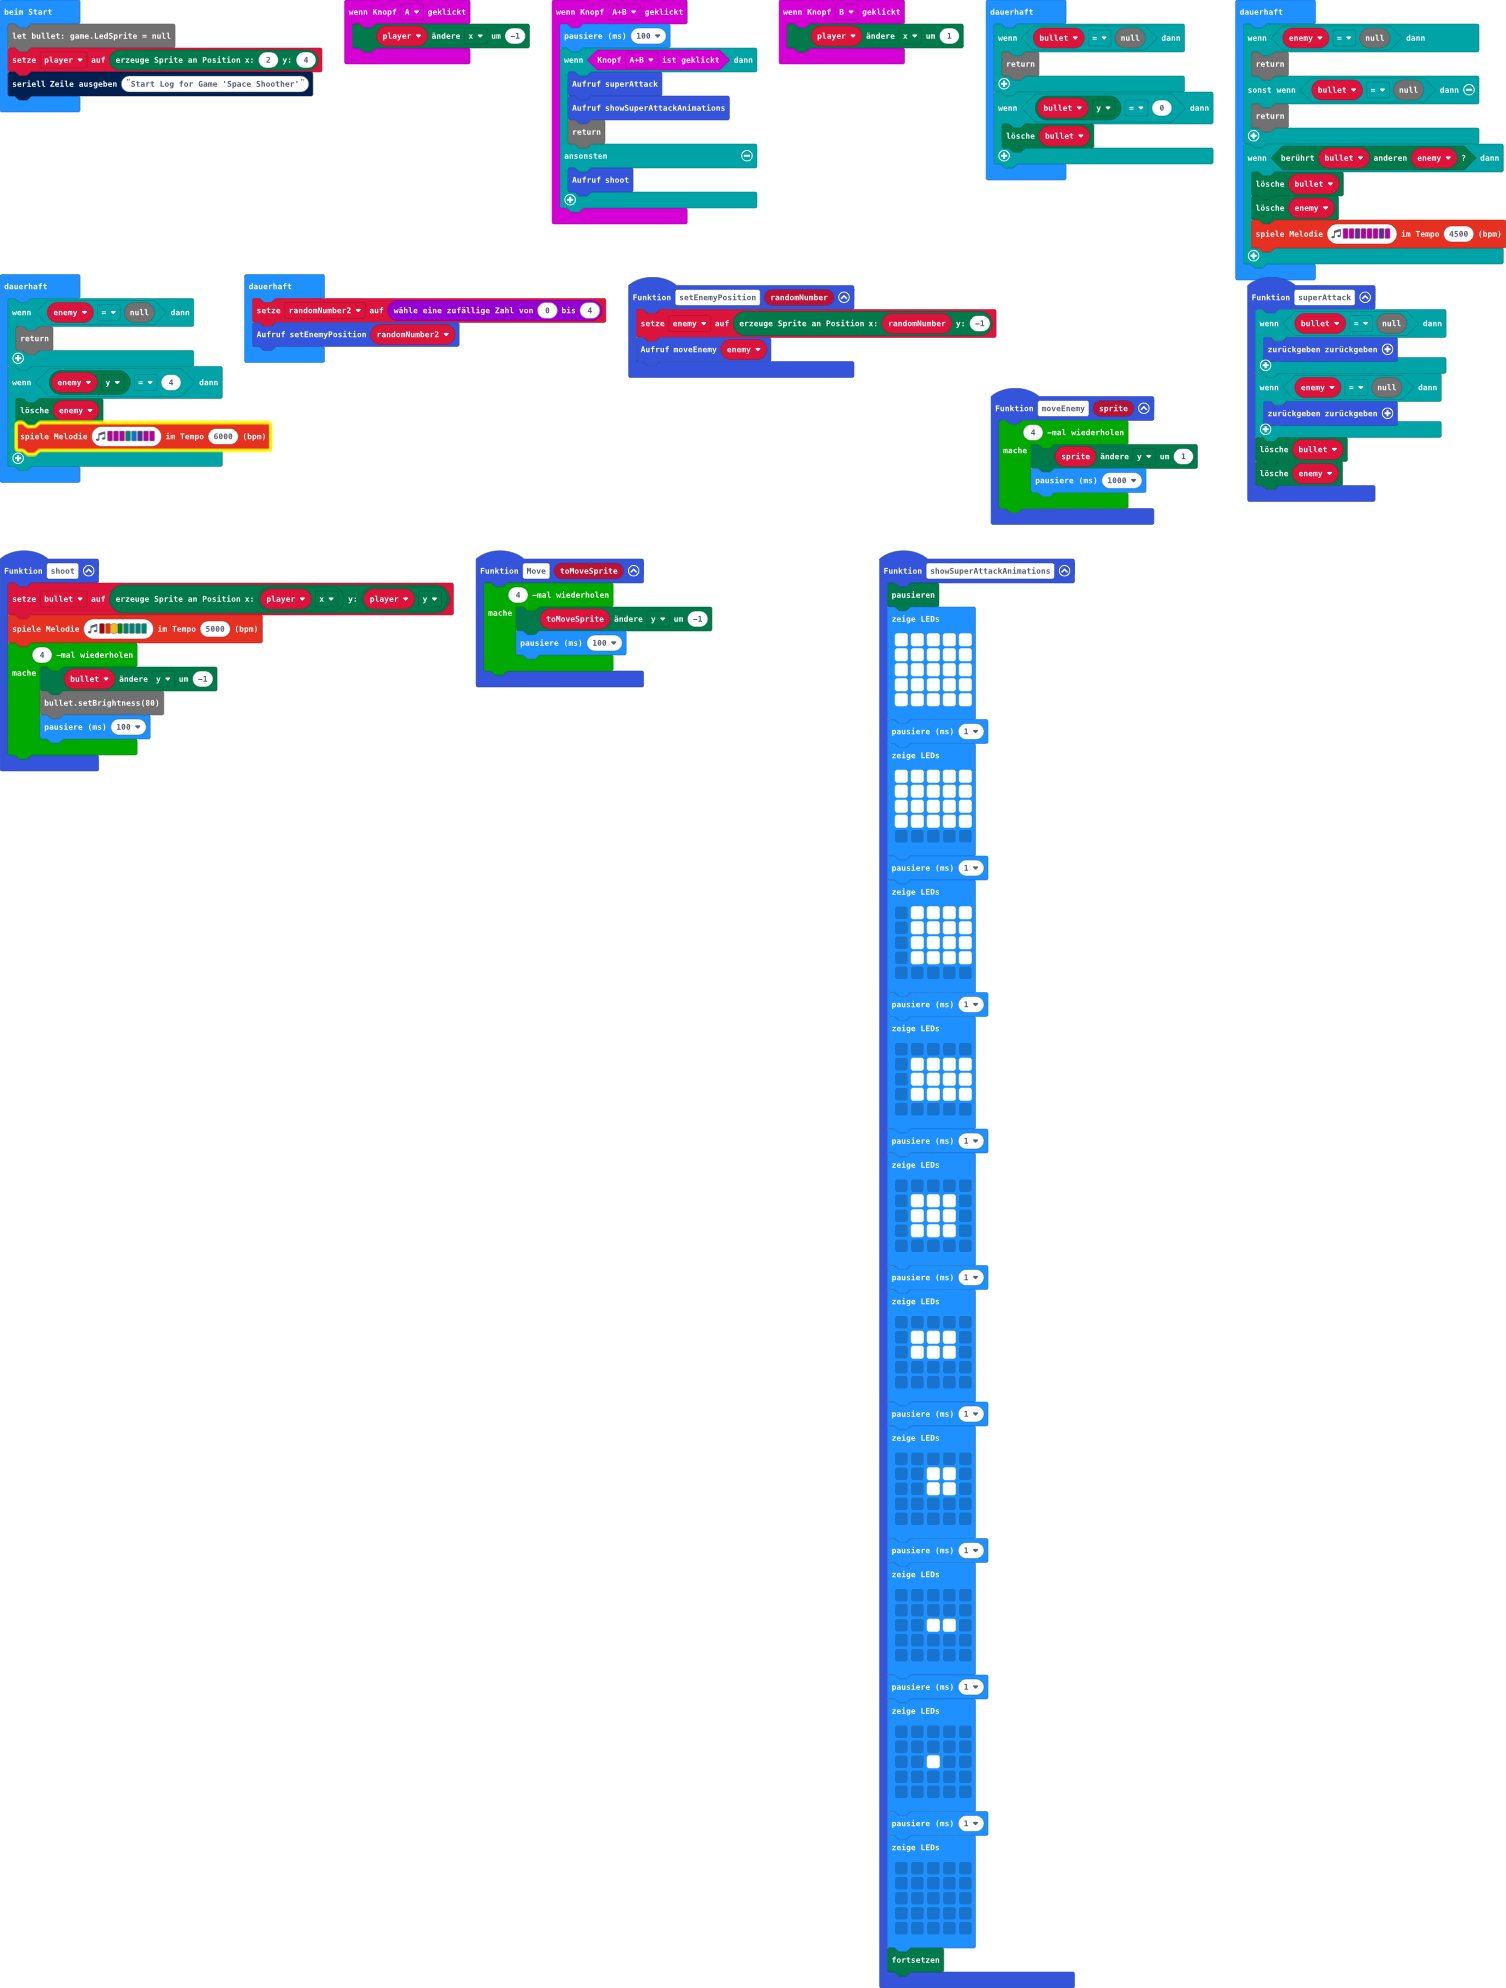 beim Start
let bullet: game.LedSprite = null
setze player auf erzeuge Sprite an Position x: 2 y: 4
seriell Zeile ausgeben "Start Log for Game 'Space Shoother'"
wenn Knopf A geklickt
player ändere x um -1
wenn Knopf A+B geklickt
pausiere (ms) 100
wenn Knopf A+B ist geklickt dann
Aufruf superAttack
Aufruf showSuperAttackAnimations
return
ansonsten
Aufruf shoot
wenn Knopf B geklickt
player ändere x um 1
dauerhaft
wenn bullet = null dann
return
wenn bullet y = 0 dann
lösche bullet
dauerhaft
wenn enemy = null dann
return
sonst wenn bullet = null dann
return
wenn berührt bullet anderen enemy ? dann
lösche bullet
lösche enemy
spiele Melodie im Tempo 4500 (bpm)
dauerhaft
wenn enemy = null dann
return
wenn enemy y = 4 dann
lösche enemy
spiele Melodie im Tempo 6000 (bpm)
dauerhaft
setze randomNumber2 auf wähle eine zufällige Zahl von 0 bis 4
Aufruf setEnemyPosition randomNumber2
Funktion setEnemyPosition randomNumber
setze enemy auf erzeuge Sprite an Position x: randomNumber y: -1
Aufruf moveEnemy enemy
Funktion moveEnemy sprite
4 -mal wiederholen
mache
sprite ändere y um 1
pausiere (ms) 1000
Funktion superAttack
wenn bullet = null dann
zurückgeben zurückgeben
wenn enemy = null dann
zurückgeben zurückgeben
lösche bullet
lösche enemy
Funktion shoot
setze bullet auf erzeuge Sprite an Position x: player x y: player y
spiele Melodie im Tempo 5000 (bpm)
4 -mal wiederholen
mache
bullet ändere y um -1
bullet.setBrightness(80)
pausiere (ms) 100
Funktion Move toMoveSprite
4 -mal wiederholen
mache
toMoveSprite ändere y um -1
pausiere (ms) 100
Funktion showSuperAttackAnimations
pausieren
zeige LEDs
pausiere (ms) 1
zeige LEDs
pausiere (ms) 1
zeige LEDs
pausiere (ms) 1
zeige LEDs
pausiere (ms) 1
zeige LEDs
pausiere (ms) 1
zeige LEDs
pausiere (ms) 1
zeige LEDs
pausiere (ms) 1
zeige LEDs
pausiere (ms) 1
zeige LEDs
pausiere (ms) 1
zeige LEDs
fortsetzen